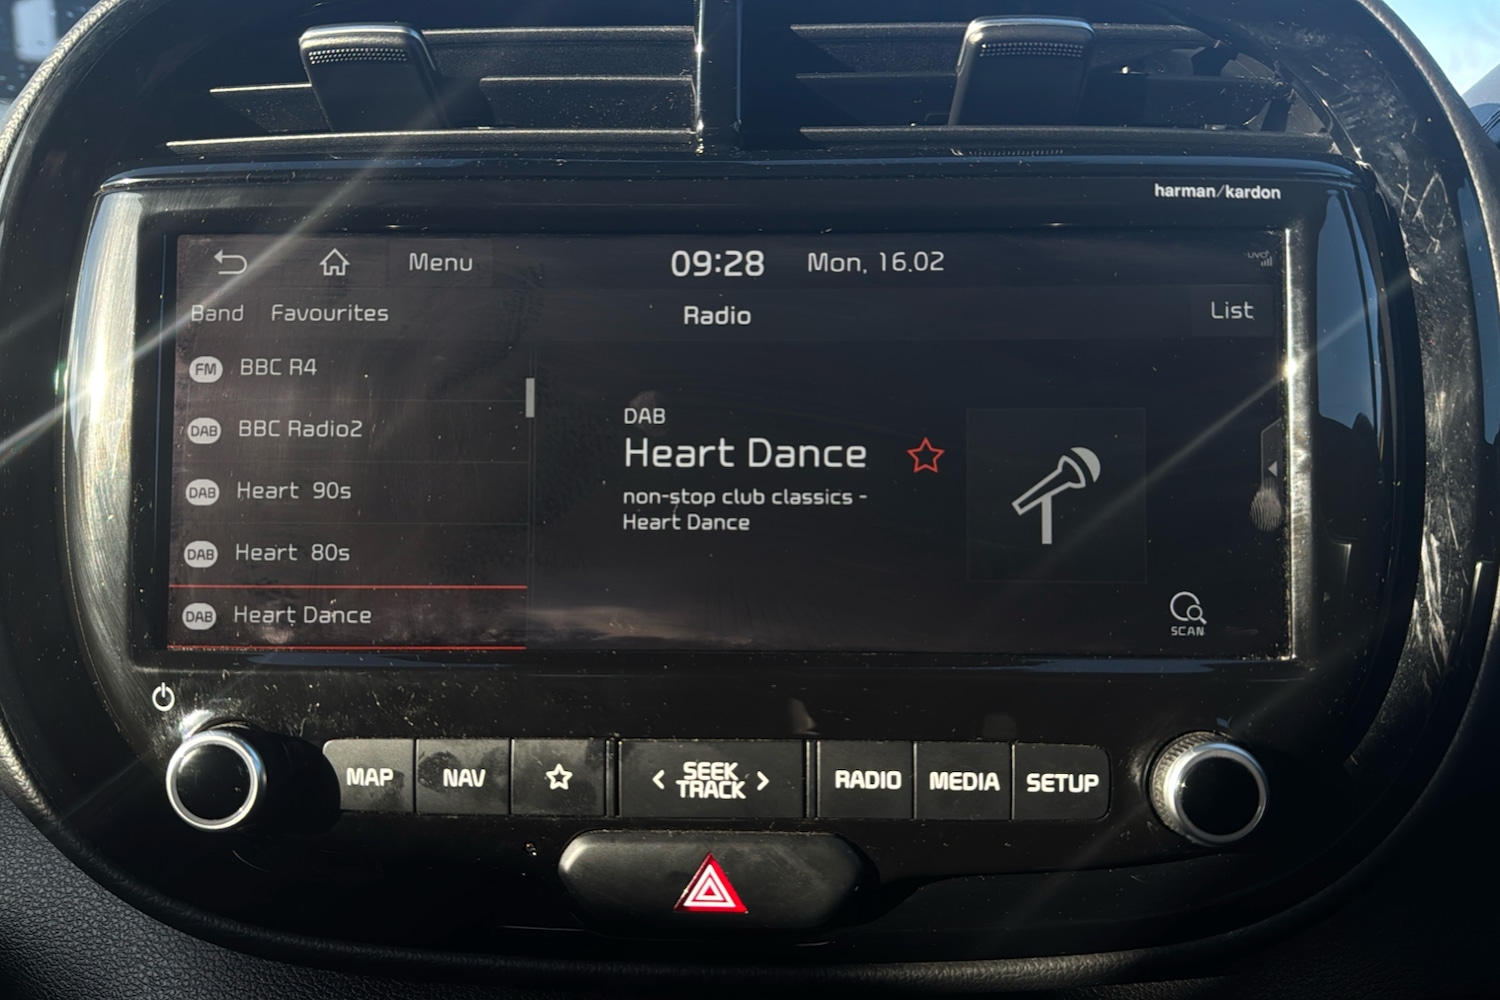 harman/kardon
Menu 09:28 Mon, 16.02 UVO
Band Favourites Radio List
FM BBC R4
DAB BBC Radio2
DAB Heart 90s
DAB Heart 80s
DAB Heart Dance
DAB
Heart Dance
non-stop club classics -
Heart Dance
SCAN
MAP NAV SEEK TRACK RADIO MEDIA SETUP